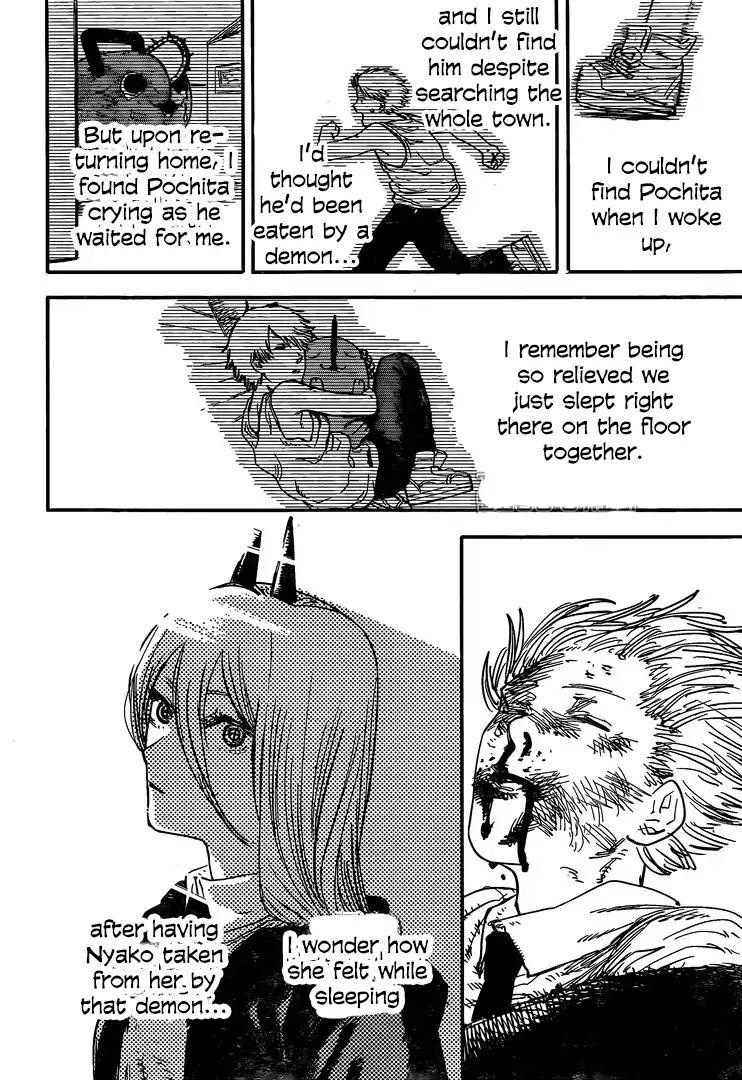 I couldn't
find Pochita
when I woke
up,
and I still
couldn't find
him despite
searching the
whole town.
I'd
thought
he'd been
eaten by a
demon...
But upon re-
turning home, I
found Pochita
crying as he
waited for me.
I remember being
so relieved we
just slept right
there on the floor
together.
I wonder how
she felt while
sleeping
after having
Nyako taken
from her by
that demon...